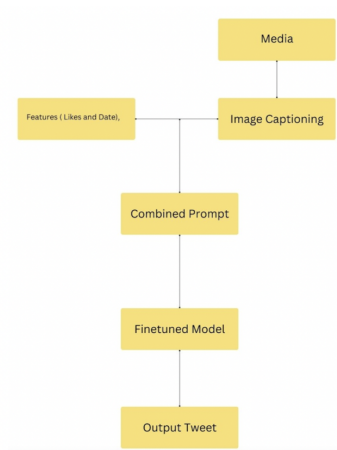 Media
Features ( Likes and Date),
Image Captioning
Combined Prompt
Finetuned Model
Output Tweet